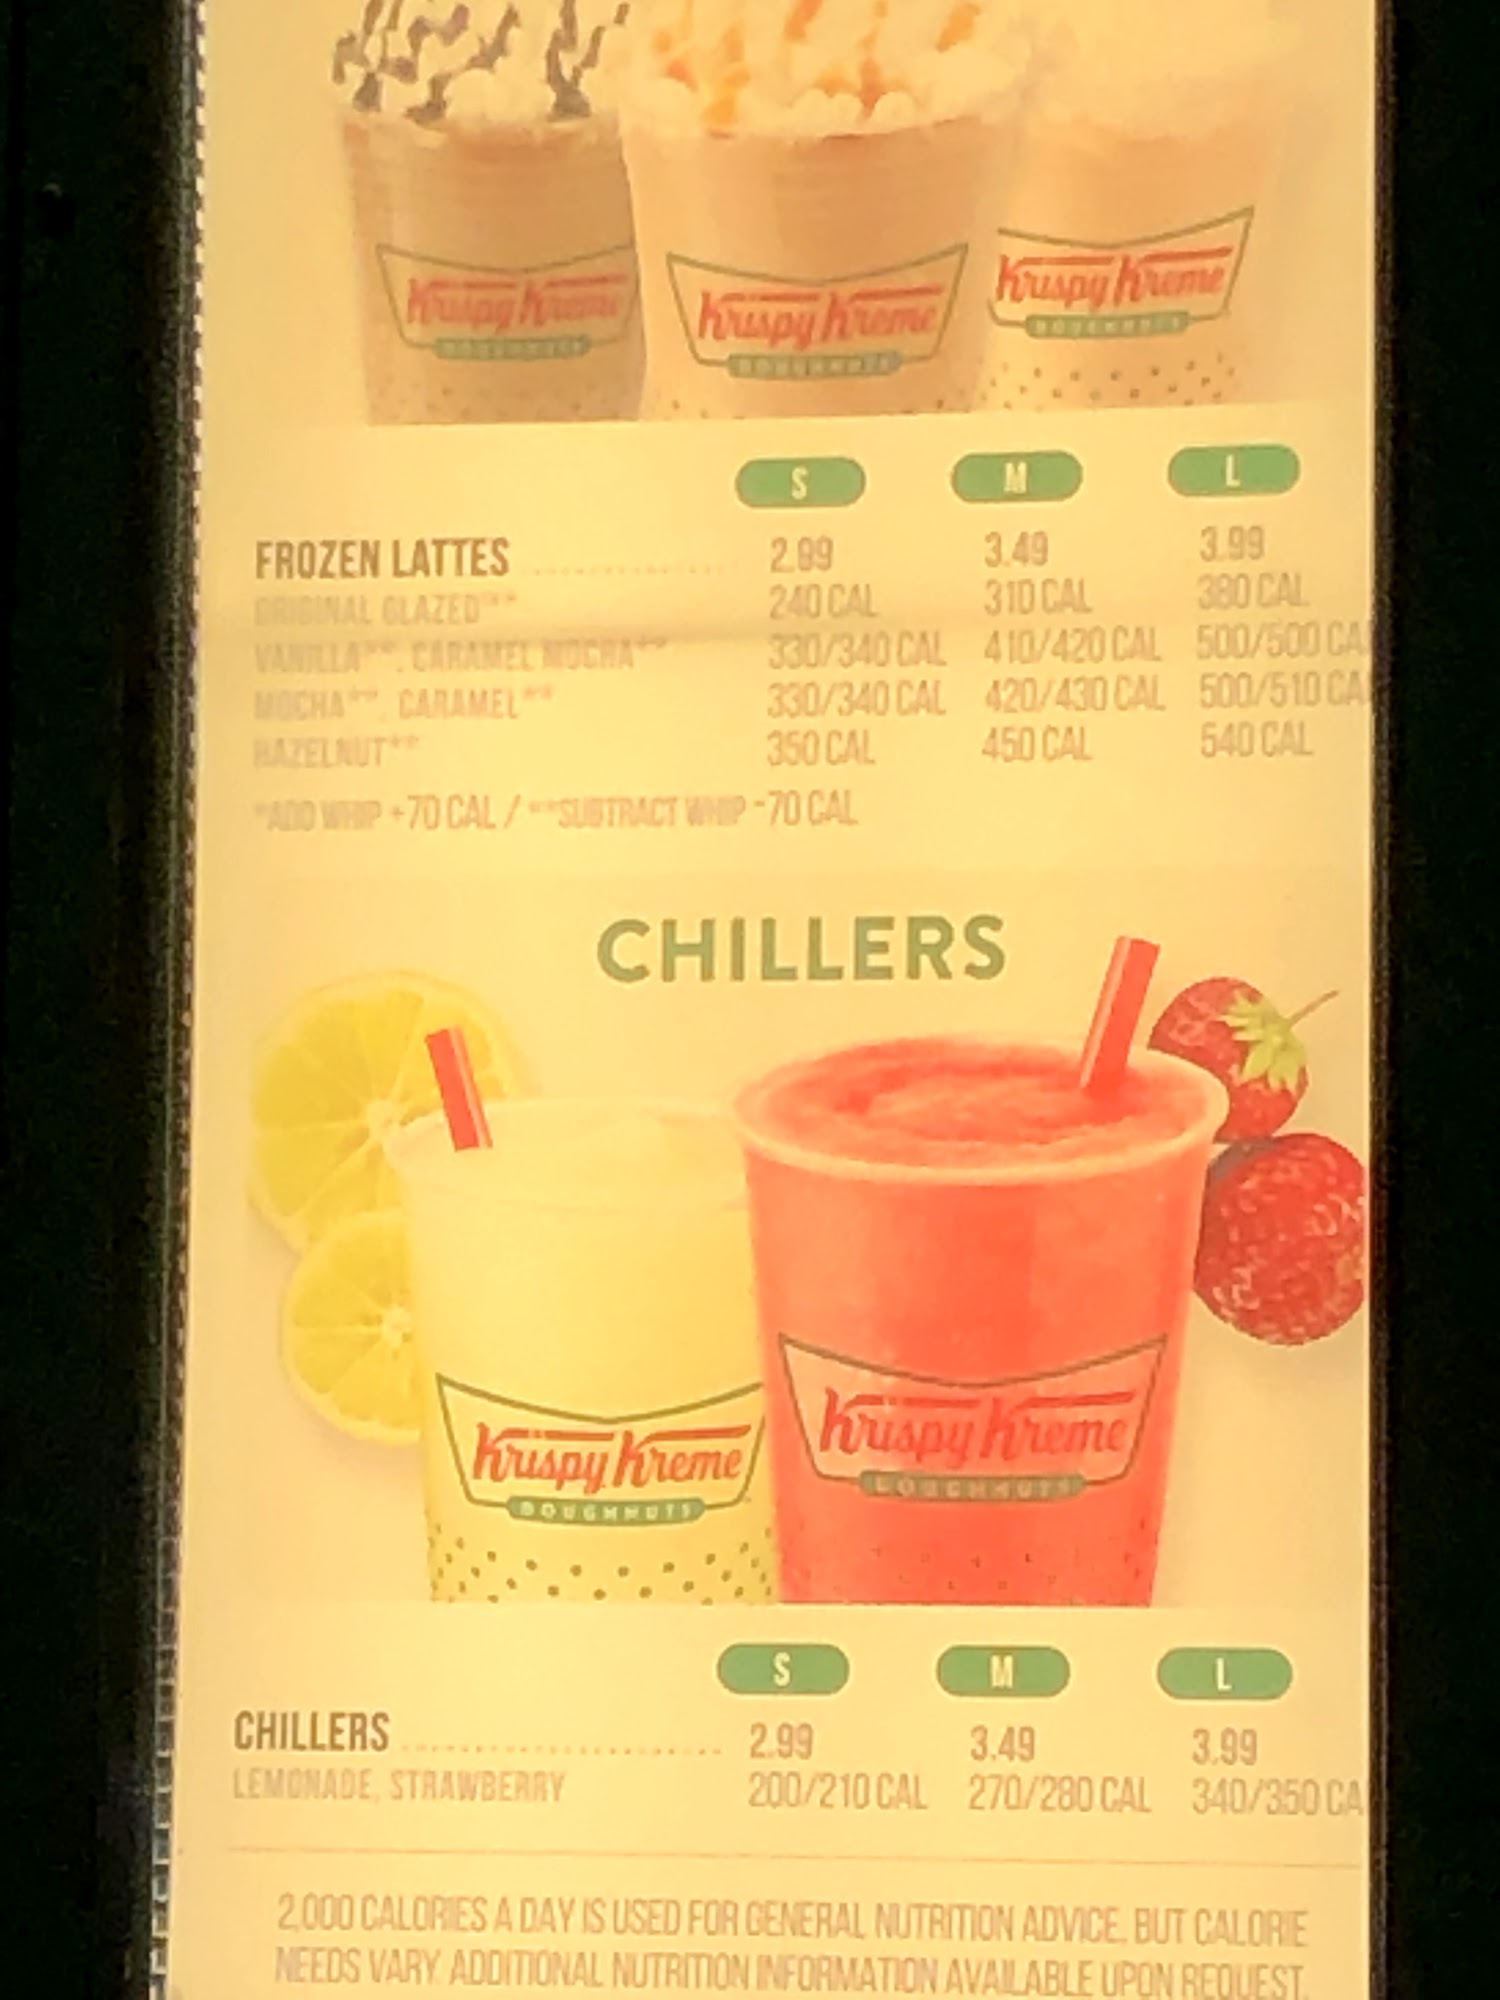 Krispy Kreme
DOUGHNUTS
Krispy Kreme
DOUGHNUTS
Krispy Kreme
DOUGHNUTS
S M L
FROZEN LATTES .................... 2.99 3.49 3.99
ORIGINAL GLAZED** 240 CAL 310 CAL 380 CAL
VANILLA**, CARAMEL MOCHA** 330/340 CAL 410/420 CAL 500/500 CA
MOCHA**, CARAMEL** 330/340 CAL 420/430 CAL 500/510 CA
HAZELNUT** 350 CAL 450 CAL 540 CAL
*ADD WHIP +70 CAL / **SUBTRACT WHIP -70 CAL
CHILLERS
Krispy Kreme
DOUGHNUTS
Krispy Kreme
DOUGHNUTS
S M L
CHILLERS .............................. 2.99 3.49 3.99
LEMONADE, STRAWBERRY 200/210 CAL 270/280 CAL 340/350 CA
2,000 CALORIES A DAY IS USED FOR GENERAL NUTRITION ADVICE, BUT CALORIE
NEEDS VARY. ADDITIONAL NUTRITION INFORMATION AVAILABLE UPON REQUEST.